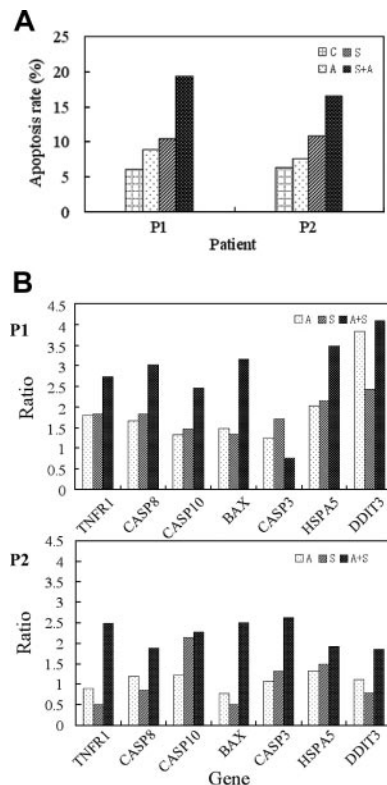 A
Apoptosis rate (%)
25
20
15
10
5
0
C S
A S+A
P1 P2
Patient
B
P1
Ratio
4.5
4
3.5
3
2.5
2
1.5
1
0.5
0
A S A+S
TNFR1 CASP8 CASP10 BAX CASP3 HSPA5 DDIT3
P2
Ratio
4.5
4
3.5
3
2.5
2
1.5
1
0.5
0
A S A+S
TNFR1 CASP8 CASP10 BAX CASP3 HSPA5 DDIT3
Gene